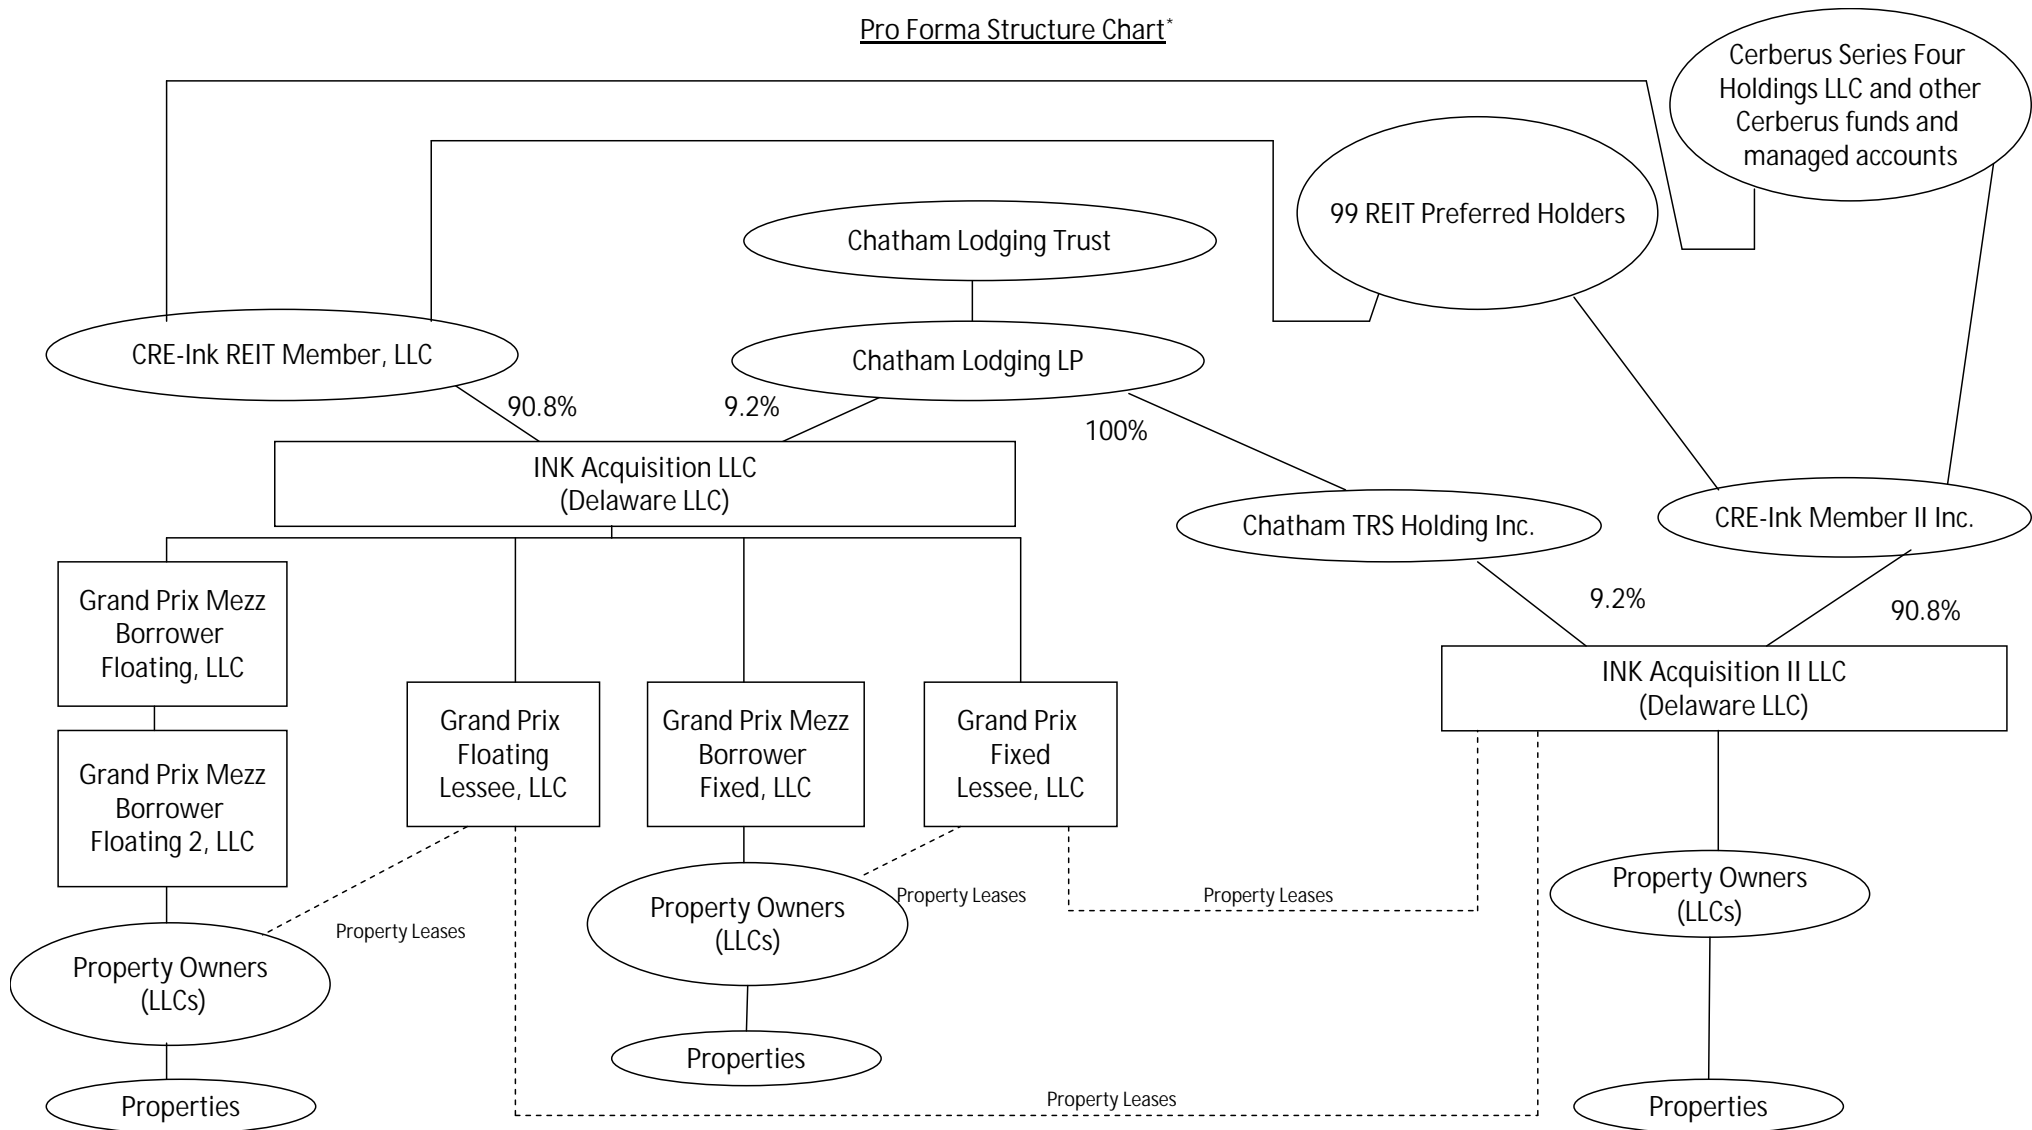 Pro Forma Structure Chart*
Cerberus Series Four
Holdings LLC and other
Cerberus funds and
managed accounts
99 REIT Preferred Holders
Chatham Lodging Trust
CRE-Ink REIT Member, LLC
Chatham Lodging LP
90.8%
9.2%
100%
INK Acquisition LLC
(Delaware LLC)
Chatham TRS Holding Inc.
CRE-Ink Member II Inc.
9.2%
90.8%
Grand Prix Mezz
Borrower
Floating, LLC
INK Acquisition II LLC
(Delaware LLC)
Grand Prix Mezz
Borrower
Floating 2, LLC
Grand Prix
Floating
Lessee, LLC
Grand Prix Mezz
Borrower
Fixed, LLC
Grand Prix
Fixed
Lessee, LLC
Property Owners
(LLCs)
Property Leases
Property Owners
(LLCs)
Property Leases
Property Leases
Property Owners
(LLCs)
Properties
Properties
Property Leases
Properties